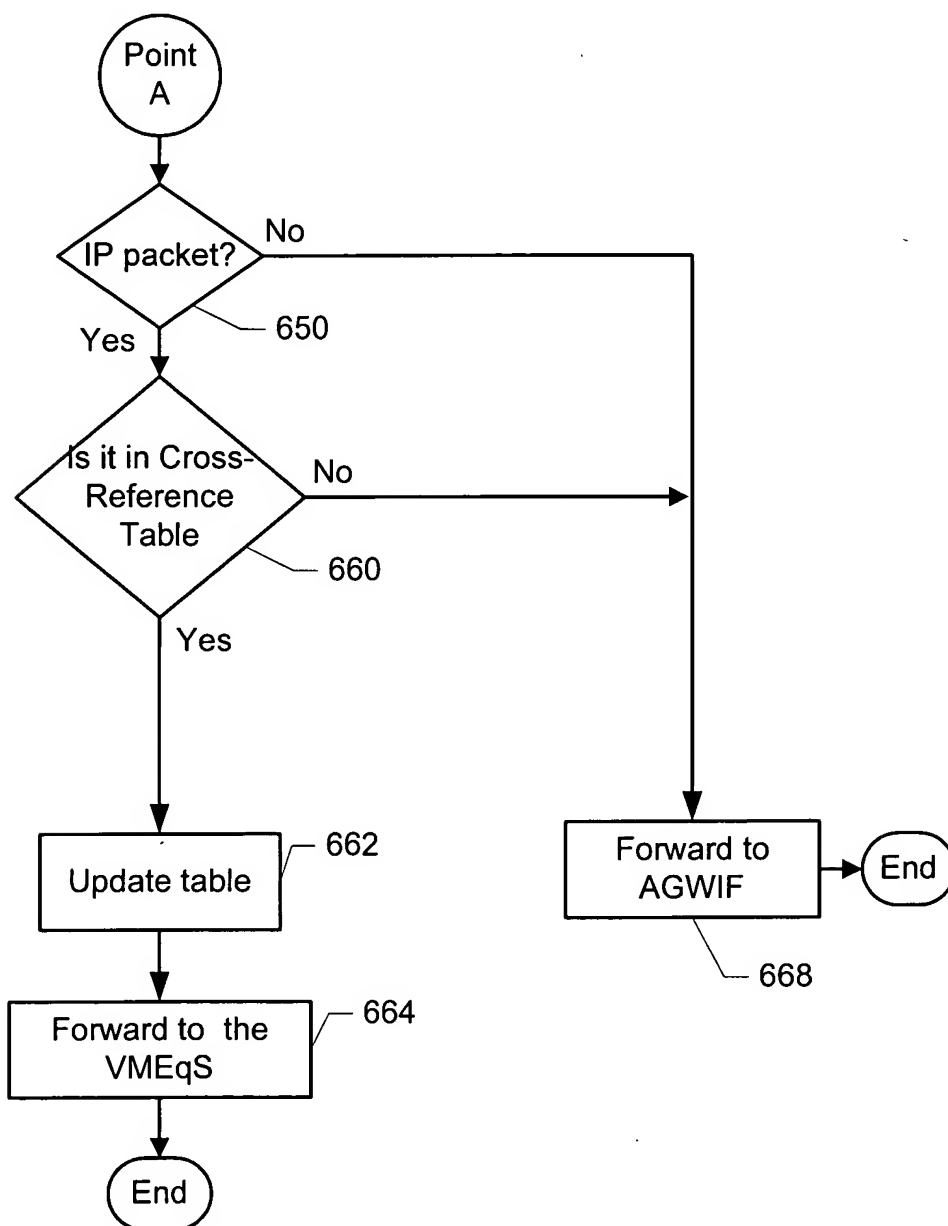 Point
A
IP packet?
No
650
Yes
Is it in Cross-
Reference
Table
No
660
Yes
662
Update table
Forward to
AGWIF
End
668
664
Forward to the
VMEqS
End